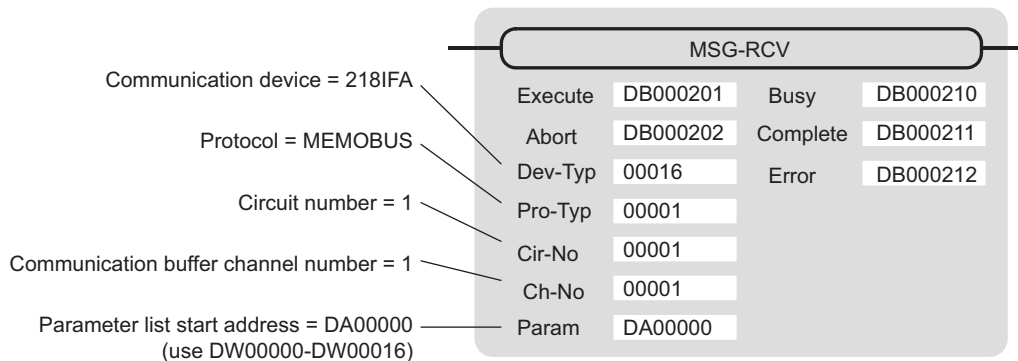 MSG-RCV
Communication device = 218IFA
Execute DB000201 Busy DB000210
Protocol = MEMOBUS
Abort DB000202 Complete DB000211
Dev-Typ 00016 Error DB000212
Circuit number = 1
Pro-Typ 00001
Cir-No 00001
Communication buffer channel number = 1
Ch-No 00001
Parameter list start address = DA00000
(use DW00000-DW00016)
Param DA00000